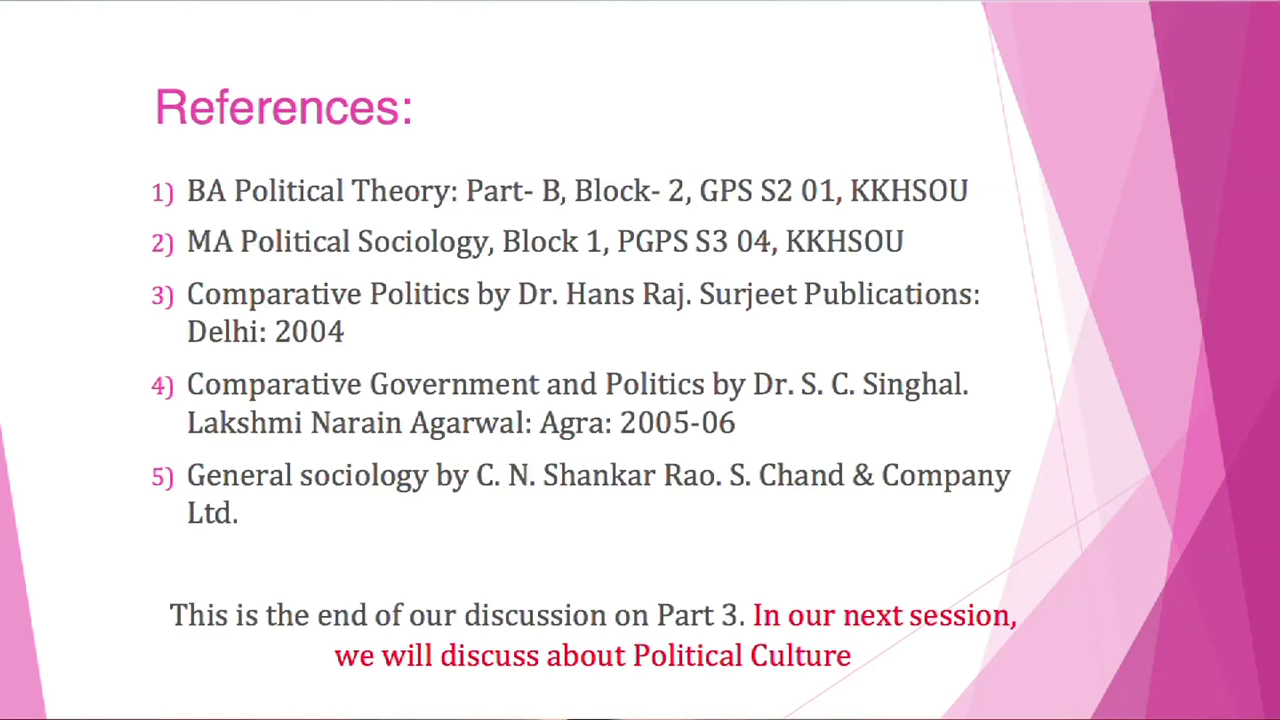 References:
1) BA Political Theory: Part- B, Block- 2, GPS S2 01, KKHSOU
2) MA Political Sociology, Block 1, PGPS S3 04, KKHSOU
3) Comparative Politics by Dr. Hans Raj. Surjeet Publications:
Delhi: 2004
4) Comparative Government and Politics by Dr. S. C. Singhal.
Lakshmi Narain Agarwal: Agra: 2005-06
5) General sociology by C. N. Shankar Rao. S. Chand & Company
Ltd.
This is the end of our discussion on Part 3. In our next session,
we will discuss about Political Culture